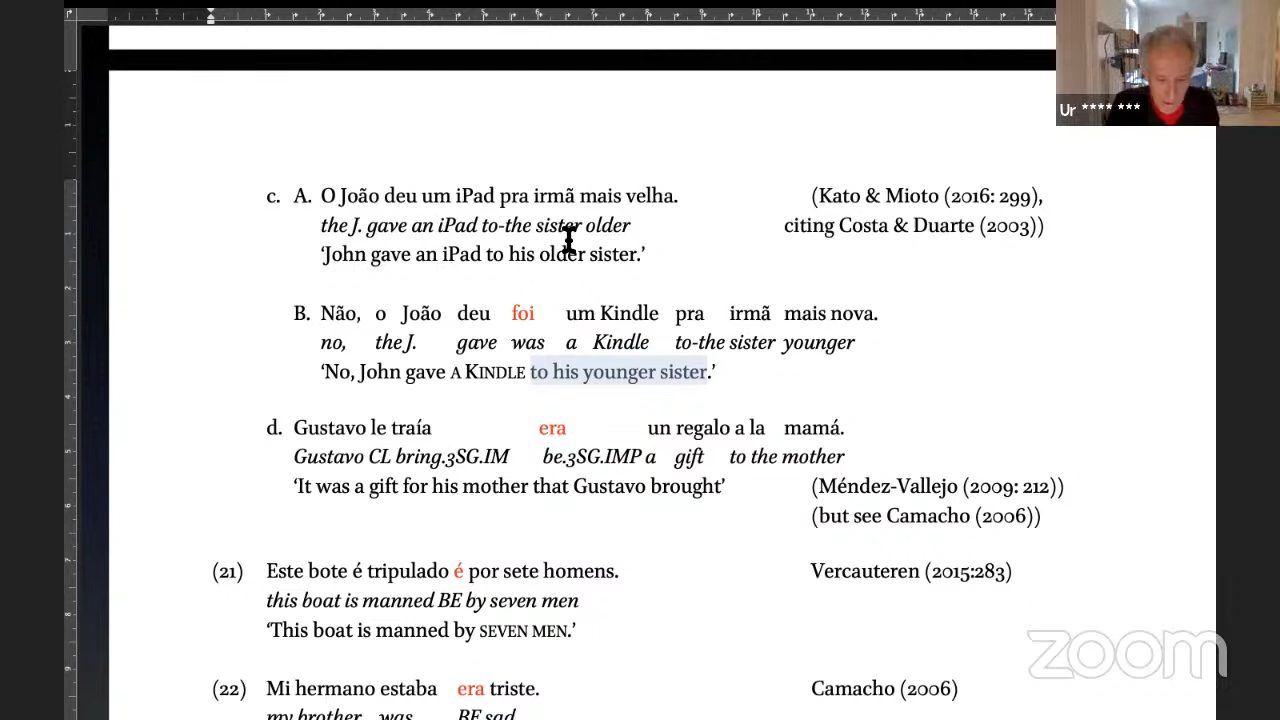 Ur **** ***
c. A. O João deu um iPad pra irmã mais velha. (Kato & Mioto (2016: 299),
the J. gave an iPad to-the sister older citing Costa & Duarte (2003))
‘John gave an iPad to his older sister.’
B. Não, o João deu foi um Kindle pra irmã mais nova.
no, the J. gave was a Kindle to-the sister younger
‘No, John gave A KINDLE to his younger sister.’
d. Gustavo le traía era un regalo a la mamá.
Gustavo CL bring.3SG.IM be.3SG.IMP a gift to the mother
‘It was a gift for his mother that Gustavo brought’ (Méndez-Vallejo (2009: 212))
(but see Camacho (2006))
(21) Este bote é tripulado é por sete homens. Vercauteren (2015:283)
this boat is manned BE by seven men
‘This boat is manned by SEVEN MEN.’
zoom
(22) Mi hermano estaba era triste. Camacho (2006)
my brother was BE sad